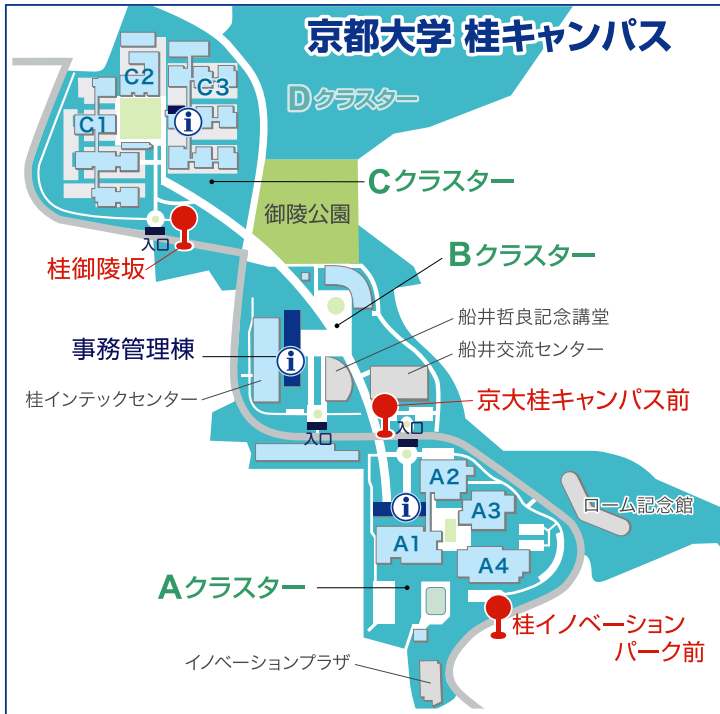 京都大学 桂キャンパス
C2
C3
Dクラスター
C1
i
Cクラスター
御陵公園
入口
桂御陵坂
Bクラスター
船井哲良記念講堂
事務管理棟
i
船井交流センター
桂インテックセンター
京大桂キャンパス前
入口
入口
A2
A3
ローム記念館
i
A1
A4
Aクラスター
桂イノベーション
パーク前
イノベーションプラザ